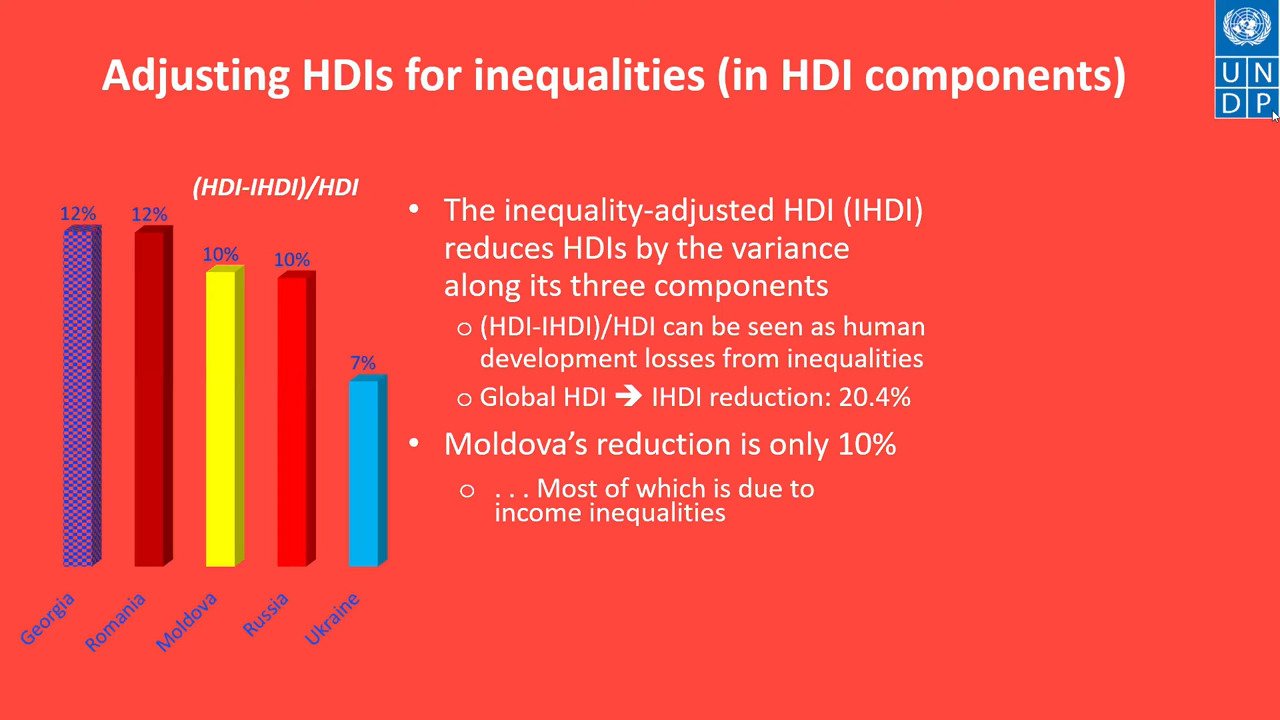 Adjusting HDIs for inequalities (in HDI components)
U N
D P
(HDI-IHDI)/HDI
12%
12%
10%
10%
7%
Georgia
Romania
Moldova
Russia
Ukraine
• The inequality-adjusted HDI (IHDI)
reduces HDIs by the variance
along its three components
o (HDI-IHDI)/HDI can be seen as human
development losses from inequalities
o Global HDI ➔ IHDI reduction: 20.4%
• Moldova’s reduction is only 10%
o . . . Most of which is due to
income inequalities